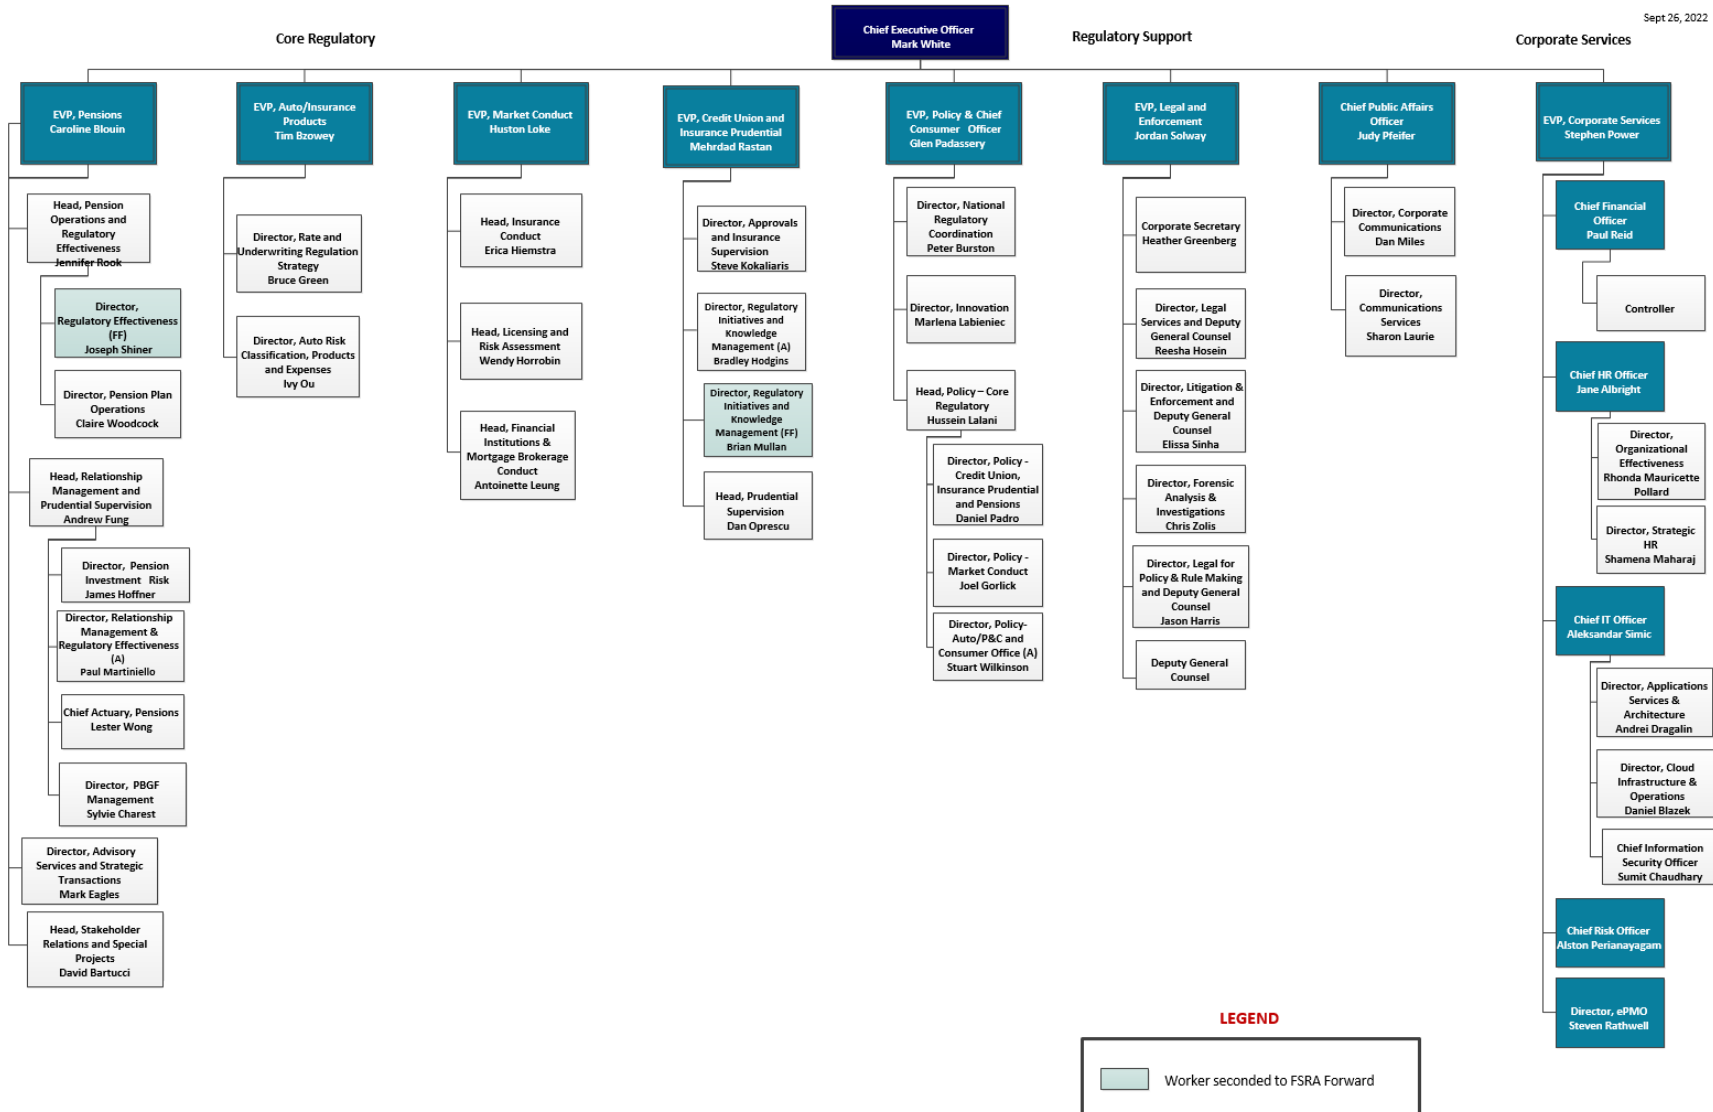 Sept 26, 2022
Core Regulatory
Chief Executive Officer
Mark White
Regulatory Support
Corporate Services
EVP, Pensions
Caroline Blouin
Head, Pension
Operations and
Regulatory
Effectiveness
Jennifer Rook
Director,
Regulatory Effectiveness
(FF)
Joseph Shiner
Director, Pension Plan
Operations
Claire Woodcock
Head, Relationship
Management and
Prudential Supervision
Andrew Fung
Director, Pension
Investment Risk
James Hoffner
Director, Relationship
Management &
Regulatory Effectiveness
(A)
Paul Martiniello
Chief Actuary, Pensions
Lester Wong
Director, PBGF
Management
Sylvie Charest
Director, Advisory
Services and Strategic
Transactions
Mark Eagles
Head, Stakeholder
Relations and Special
Projects
David Bartucci
EVP, Auto/Insurance
Products
Tim Bzowey
Director, Rate and
Underwriting Regulation
Strategy
Bruce Green
Director, Auto Risk
Classification, Products
and Expenses
Ivy Ou
EVP, Market Conduct
Huston Loke
Head, Insurance
Conduct
Erica Hiemstra
Head, Licensing and
Risk Assessment
Wendy Horrobin
Head, Financial
Institutions &
Mortgage Brokerage
Conduct
Antoinette Leung
EVP, Credit Union and
Insurance Prudential
Mehrdad Rastan
Director, Approvals
and Insurance
Supervision
Steve Kokaliaris
Director, Regulatory
Initiatives and
Knowledge
Management (A)
Bradley Hodgins
Director, Regulatory
Initiatives and
Knowledge
Management (FF)
Brian Mullan
Head, Prudential
Supervision
Dan Oprescu
EVP, Policy & Chief
Consumer Officer
Glen Padassery
Director, National
Regulatory
Coordination
Peter Burston
Director, Innovation
Marlena Labieniec
Head, Policy – Core
Regulatory
Hussein Lalani
Director, Policy -
Credit Union,
Insurance Prudential
and Pensions
Daniel Padro
Director, Policy -
Market Conduct
Joel Gorlick
Director, Policy-
Auto/P&C and
Consumer Office (A)
Stuart Wilkinson
EVP, Legal and
Enforcement
Jordan Solway
Corporate Secretary
Heather Greenberg
Director, Legal
Services and Deputy
General Counsel
Reesha Hosein
Director, Litigation &
Enforcement and
Deputy General
Counsel
Elissa Sinha
Director, Forensic
Analysis &
Investigations
Chris Zolis
Director, Legal for
Policy & Rule Making
and Deputy General
Counsel
Jason Harris
Deputy General
Counsel
Chief Public Affairs
Officer
Judy Pfeifer
Director, Corporate
Communications
Dan Miles
Director,
Communications
Services
Sharon Laurie
EVP, Corporate Services
Stephen Power
Chief Financial
Officer
Paul Reid
Controller
Chief HR Officer
Jane Albright
Director,
Organizational
Effectiveness
Rhonda Mauricette
Pollard
Director, Strategic
HR
Shamena Maharaj
Chief IT Officer
Aleksandar Simic
Director, Applications
Services &
Architecture
Andrei Dragalin
Director, Cloud
Infrastructure &
Operations
Daniel Blazek
Chief Information
Security Officer
Sumit Chaudhary
Chief Risk Officer
Alston Perianayagam
Director, ePMO
Steven Rathwell
LEGEND
Worker seconded to FSRA Forward